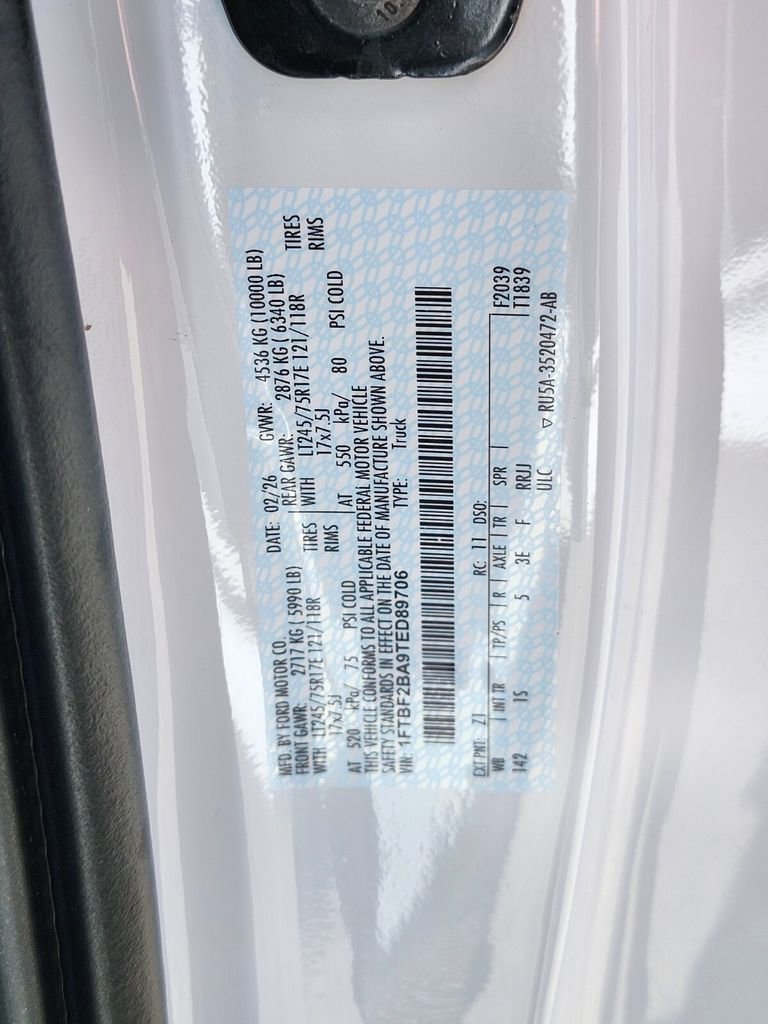 10.
MFD. BY FORD MOTOR CO. DATE: 02/26 GVWR: 4536 KG (10000 LB)
FRONT GAWR: 2717 KG ( 5990 LB) REAR GAWR: 2876 KG ( 6340 LB)
WITH LT245/75R17E 121/118R TIRES WITH LT245/75R17E 121/118R TIRES
17x7.5J RIMS 17x7.5J RIMS
AT 520 kPa/ 75 PSI COLD AT 550 kPa/ 80 PSI COLD
THIS VEHICLE CONFORMS TO ALL APPLICABLE FEDERAL MOTOR VEHICLE
SAFETY STANDARDS IN EFFECT ON THE DATE OF MANUFACTURE SHOWN ABOVE.
VIN: 1FTBF2BA9TED89706 TYPE: Truck
EXT PNT: Z1 RC: 11 DSO:
WB INT TR TP/PS R AXLE TR SPR F2039
142 1S 5 3E F RRJJ T1839
ULC ▽ RU5A-3520472-AB